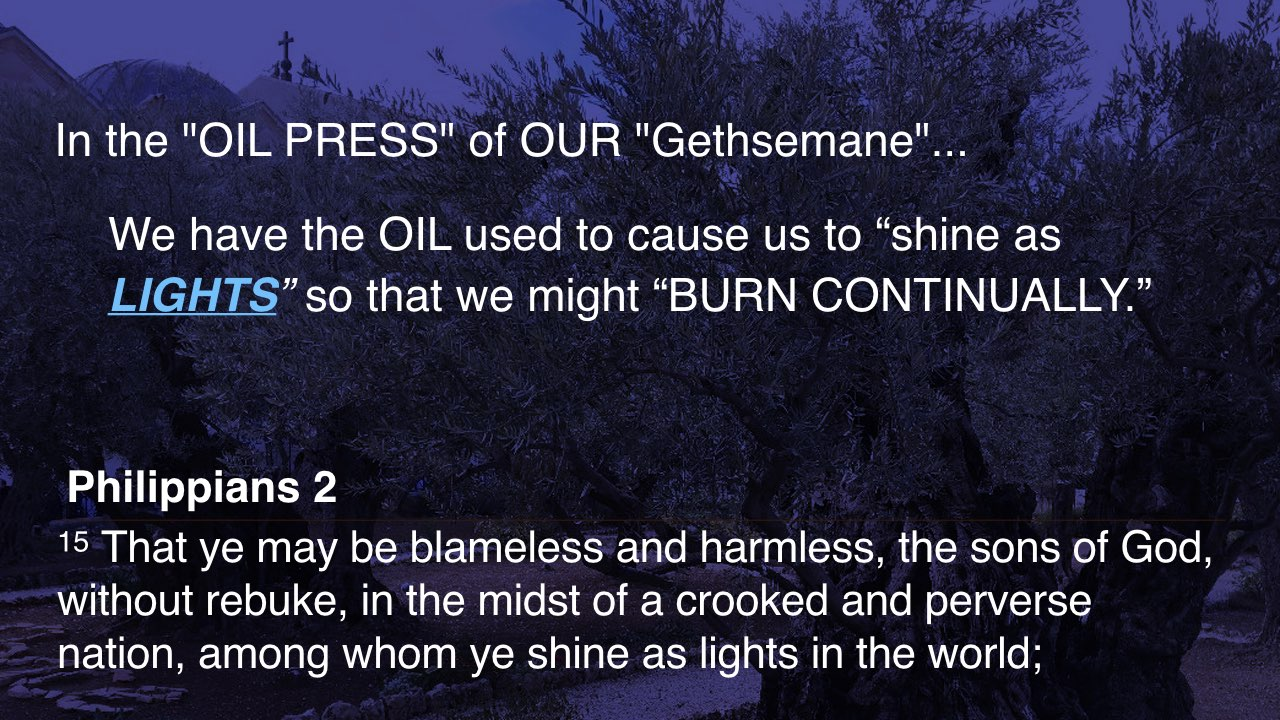 In the "OIL PRESS" of OUR "Gethsemane"...
We have the OIL used to cause us to “shine as
LIGHTS” so that we might “BURN CONTINUALLY.”
Philippians 2
15 That ye may be blameless and harmless, the sons of God,
without rebuke, in the midst of a crooked and perverse
nation, among whom ye shine as lights in the world;